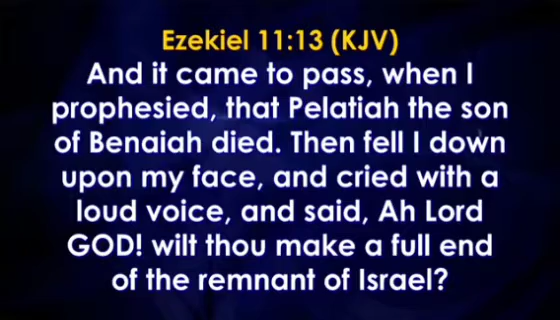 Ezekiel 11:13 (KJV)
And it came to pass, when I
prophesied, that Pelatiah the son
of Benaiah died. Then fell I down
upon my face, and cried with a
loud voice, and said, Ah Lord
GOD! wilt thou make a full end
of the remnant of Israel?